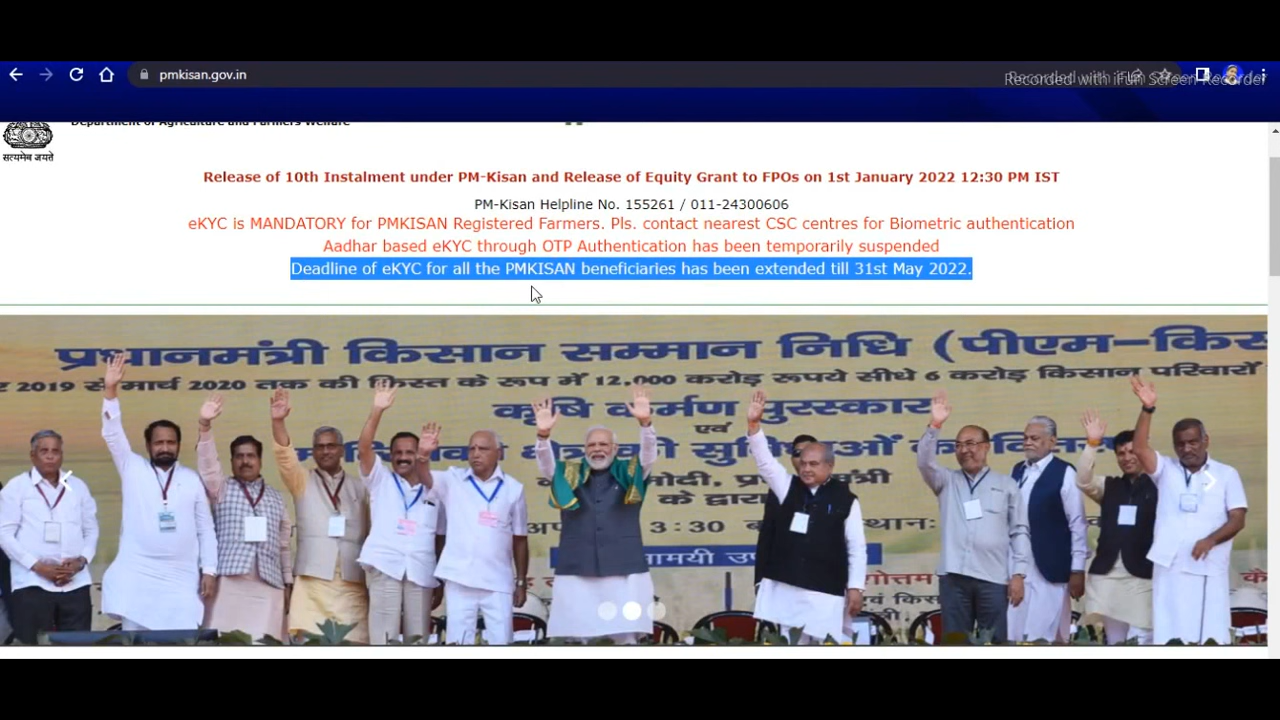 pmkisan.gov.in
Recorded with iFun Screen Recorder
Department of Agriculture and Farmers Welfare
सत्यमेव जयते
Release of 10th Instalment under PM-Kisan and Release of Equity Grant to FPOs on 1st January 2022 12:30 PM IST
PM-Kisan Helpline No. 155261 / 011-24300606
eKYC is MANDATORY for PMKISAN Registered Farmers. Pls. contact nearest CSC centres for Biometric authentication
Aadhar based eKYC through OTP Authentication has been temporarily suspended
Deadline of eKYC for all the PMKISAN beneficiaries has been extended till 31st May 2022.
प्रधानमंत्री किसान सम्मान निधि (पीएम-किस
2019 से मार्च 2020 तक की किस्त के रूप में 12,000 करोड़ रूपये सीधे 6 करोड़ किसान परिवारों
कृषि कर्मण पुरस्कार
एवं
क्षेत्र की सुविधाओं का
प्रधानमंत्री
के द्वारा
3:30